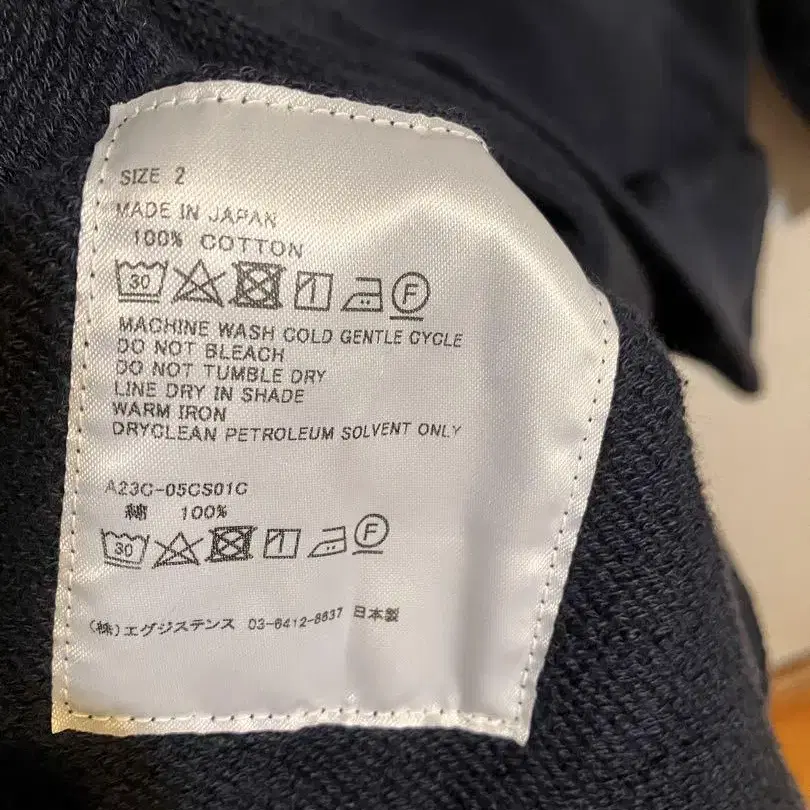 SIZE 2
MADE IN JAPAN
100% COTTON
30 F
MACHINE WASH COLD GENTLE CYCLE
DO NOT BLEACH
DO NOT TUMBLE DRY
LINE DRY IN SHADE
WARM IRON
DRYCLEAN PETROLEUM SOLVENT ONLY
A23C-05CS01C
綿 100%
30 F
(株)エグジステンス 03-6412-8637 日本製